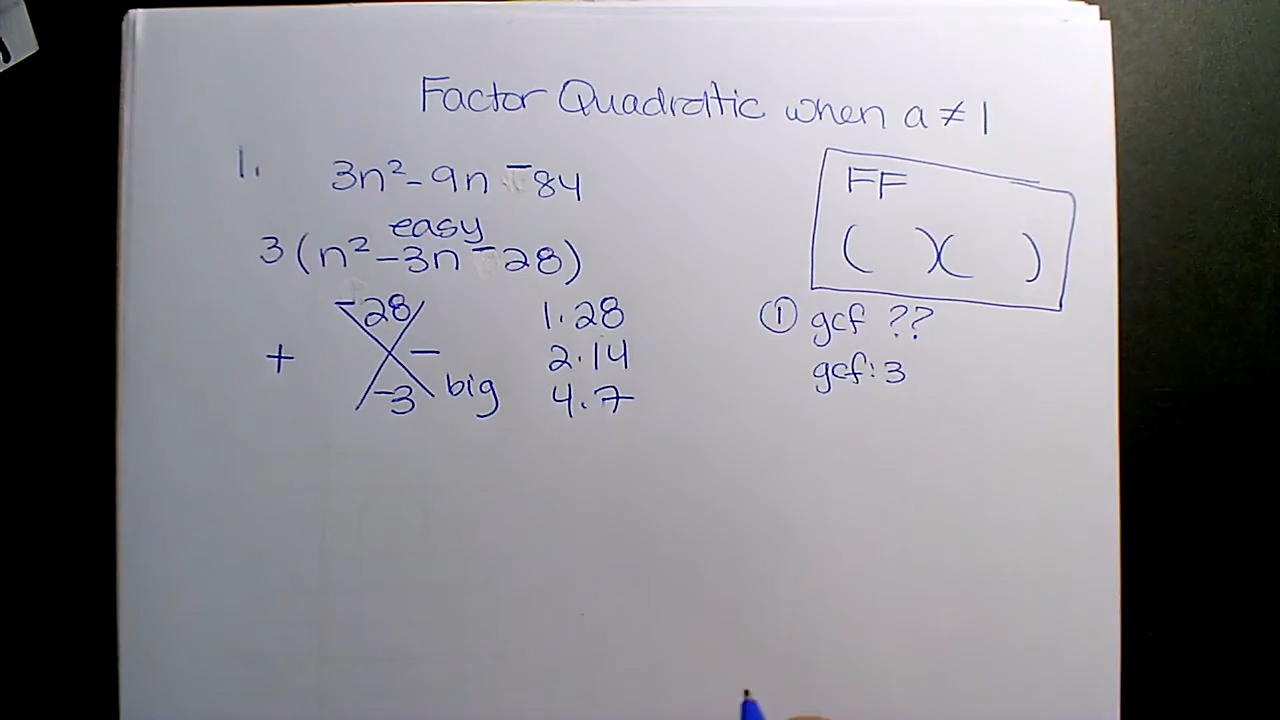 Factor Quadratic when a ≠ 1
1. 3n² - 9n - 84
FF
easy
( )( )
3(n² - 3n - 28)
-28 1·28
① gcf ??
+ - 2·14
gcf: 3
-3 big 4·7